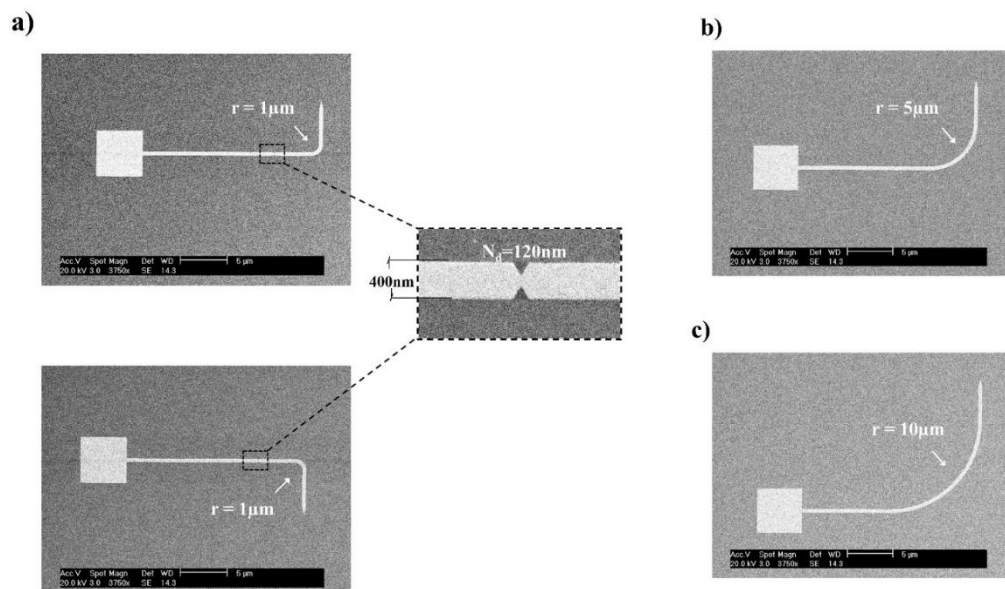 a)
r = 1µm
Acc.V Spot Magn Det WD 5 µm
20.0 kV 3.0 3750x SE 14.3
N_d=120nm
400nm
r = 1µm
Acc.V Spot Magn Det WD 5 µm
20.0 kV 3.0 3750x SE 14.3
b)
r = 5µm
Acc.V Spot Magn Det WD 5 µm
20.0 kV 3.0 3750x SE 14.3
c)
r = 10µm
Acc.V Spot Magn Det WD 5 µm
20.0 kV 3.0 3750x SE 14.3